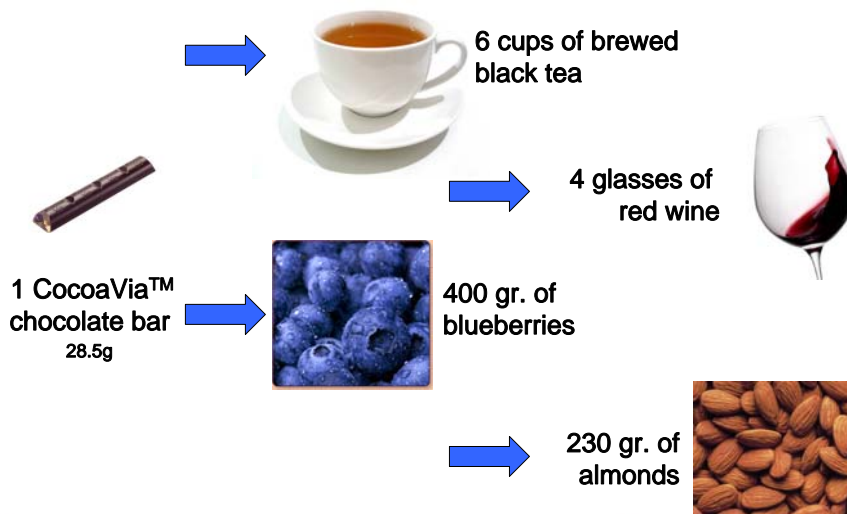 6 cups of brewed
black tea
4 glasses of
red wine
1 CocoaVia™
chocolate bar
28.5g
400 gr. of
blueberries
230 gr. of
almonds